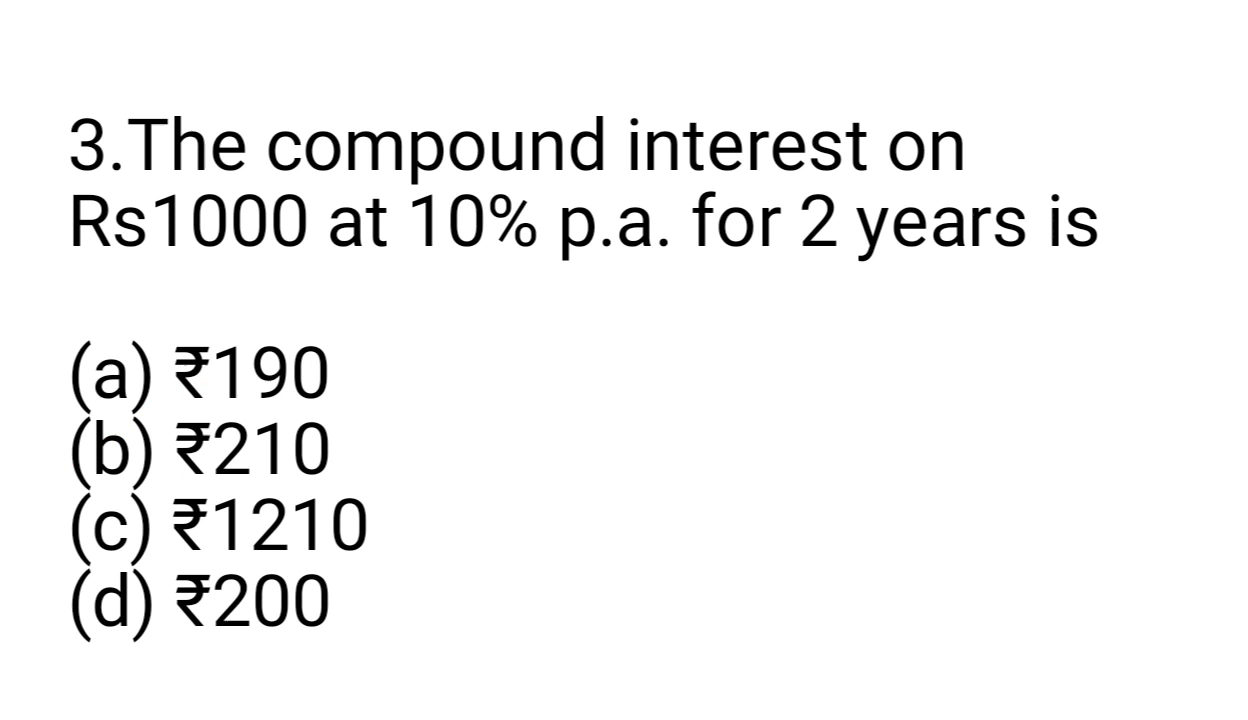 3.The compound interest on
Rs1000 at 10% p.a. for 2 years is
(a) ₹190
(b) ₹210
(c) ₹1210
(d) ₹200